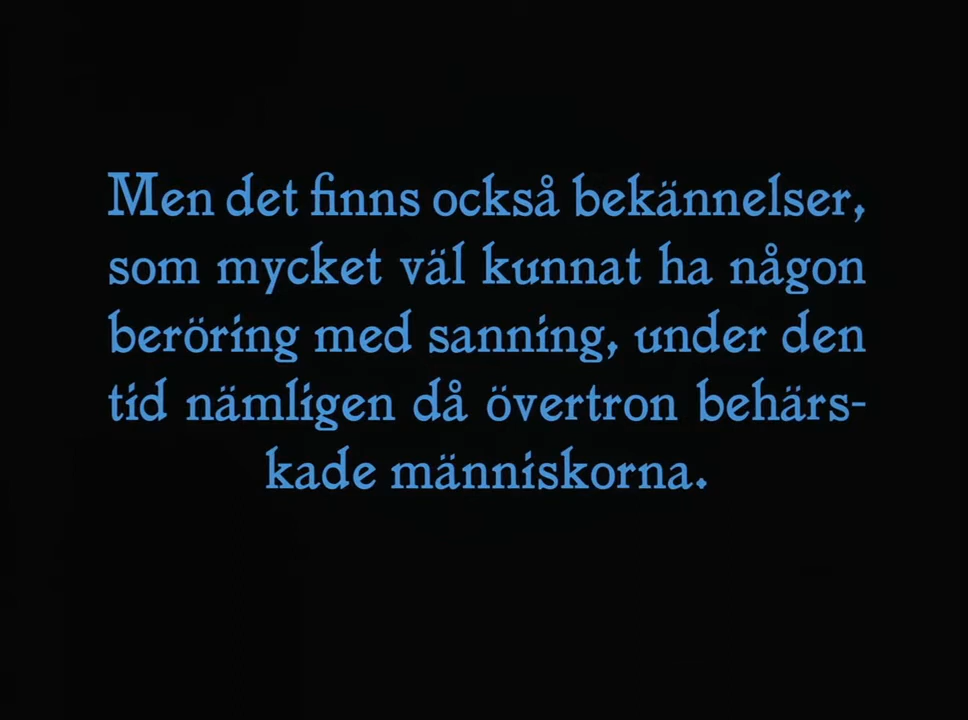 Men det finns också bekännelser,
som mycket väl kunnat ha någon
beröring med sanning, under den
tid nämligen då övertron behärs-
kade människorna.